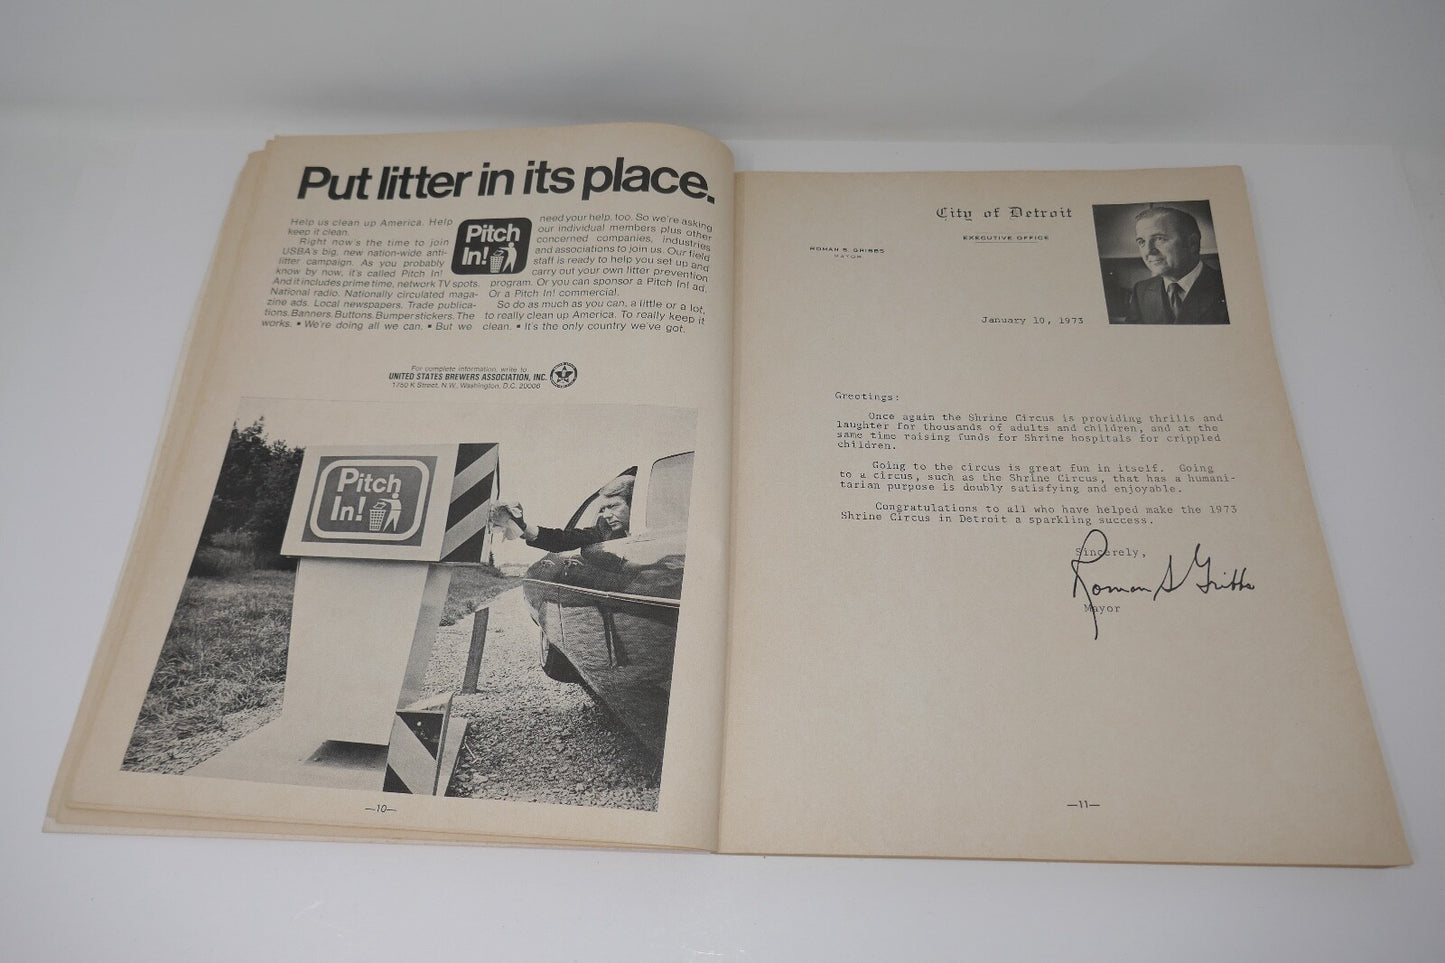 Put litter in its place.
Help us clean up America. Help
keep it clean.
Right now's the time to join
USBA's big, new nation-wide anti-
litter campaign. As you probably
know by now, it's called Pitch In!
And it includes prime time, network TV spots.
National radio. Nationally circulated maga-
zine ads. Local newspapers. Trade publica-
tions. Banners. Buttons. Bumper stickers. The
works. ▪ We're doing all we can. ▪ But we
Pitch
In!
need your help, too. So we're asking
our individual members plus other
concerned companies, industries
and associations to join us. Our field
staff is ready to help you set up and
carry out your own litter prevention
program. Or you can sponsor a Pitch In! ad.
Or a Pitch In! commercial.
So do as much as you can, a little or a lot,
to really clean up America. To really keep it
clean. ▪ It's the only country we've got.
For complete information, write to
UNITED STATES BREWERS ASSOCIATION, INC.
1750 K Street, N.W., Washington, D.C. 20006
Pitch
In!
—10—
City of Detroit
EXECUTIVE OFFICE
ROMAN S. GRIBBS
MAYOR
January 10, 1973
Greetings:
Once again the Shrine Circus is providing thrills and
laughter for thousands of adults and children, and at the
same time raising funds for Shrine hospitals for crippled
children.
Going to the circus is great fun in itself. Going
to a circus, such as the Shrine Circus, that has a humani-
tarian purpose is doubly satisfying and enjoyable.
Congratulations to all who have helped make the 1973
Shrine Circus in Detroit a sparkling success.
Sincerely,
Roman S Gribbs
Mayor
—11—